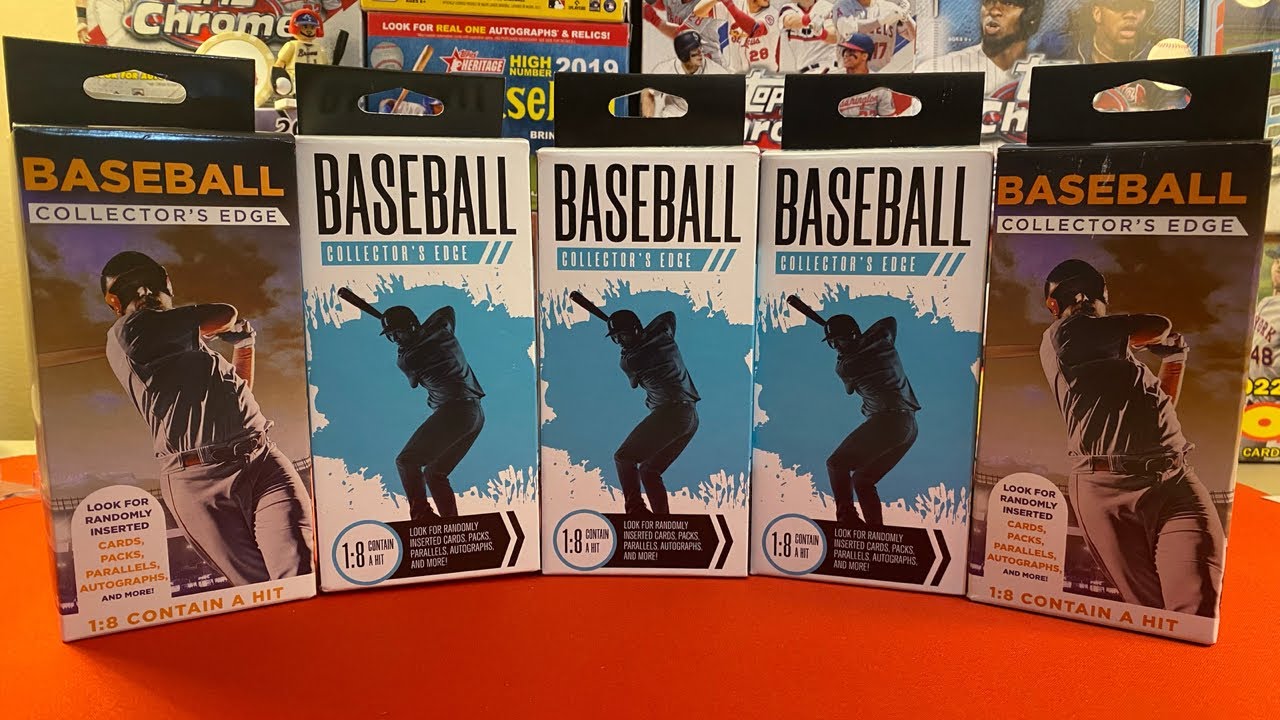 Chrome
LOOK FOR REAL ONE AUTOGRAPHS & RELICS!
Topps
HERITAGE
HIGH
NUMBER
2019
28
17
Chro
48
BASEBALL
COLLECTOR'S EDGE
LOOK FOR
RANDOMLY
INSERTED
CARDS,
PACKS,
PARALLELS,
AUTOGRAPHS,
AND MORE!
1:8 CONTAIN A HIT
BASEBALL
COLLECTOR'S EDGE
1:8 CONTAIN
A HIT
LOOK FOR RANDOMLY
INSERTED CARDS, PACKS,
PARALLELS, AUTOGRAPHS,
AND MORE!
BASEBALL
COLLECTOR'S EDGE
1:8 CONTAIN
A HIT
LOOK FOR RANDOMLY
INSERTED CARDS, PACKS,
PARALLELS, AUTOGRAPHS,
AND MORE!
BASEBALL
COLLECTOR'S EDGE
1:8 CONTAIN
A HIT
LOOK FOR RANDOMLY
INSERTED CARDS, PACKS,
PARALLELS, AUTOGRAPHS,
AND MORE!
BASEBALL
COLLECTOR'S EDGE
LOOK FOR
RANDOMLY
INSERTED
CARDS,
PACKS,
PARALLELS,
AUTOGRAPHS,
AND MORE!
1:8 CONTAIN A HIT